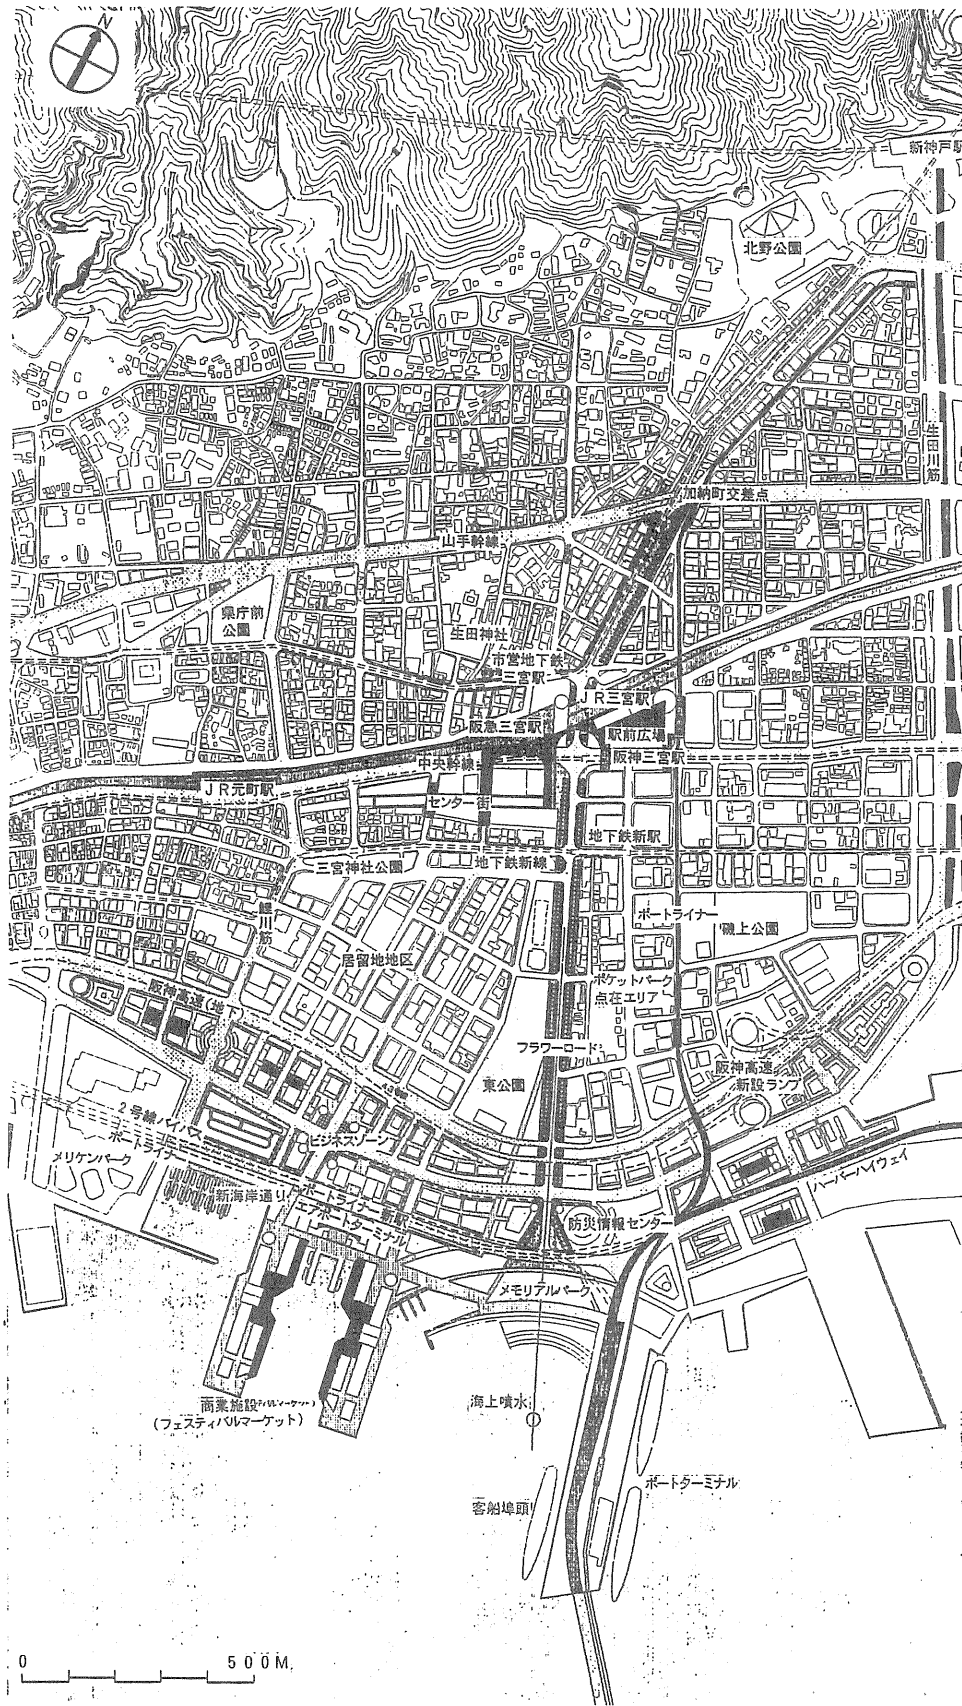 N
新神戸駅
北野公園
生田川筋
加納町交差点
山手幹線
県庁前
公園
生田神社
市営地下鉄
三宮駅
JR三宮駅
阪急三宮駅
駅前広場
中央幹線
阪神三宮駅
JR元町駅
センター街
地下鉄新駅
三宮神社公園
地下鉄新線
鯉川筋
ポートライナー
磯上公園
居留地地区
ポケットパーク
点在エリア
阪神高速(地下)
フラワーロード
阪神高速
新設ランプ
東公園
2号線バイパス
ポートライナー
ビジネスゾーン
メリケンパーク
ハーバーハイウェイ
新海岸通り
ポートライナー新駅
エアポートターミナル
防災情報センター
メモリアルパーク
商業施設
(フェスティバルマーケット)
海上噴水
客船埠頭
ポートターミナル
0 500M